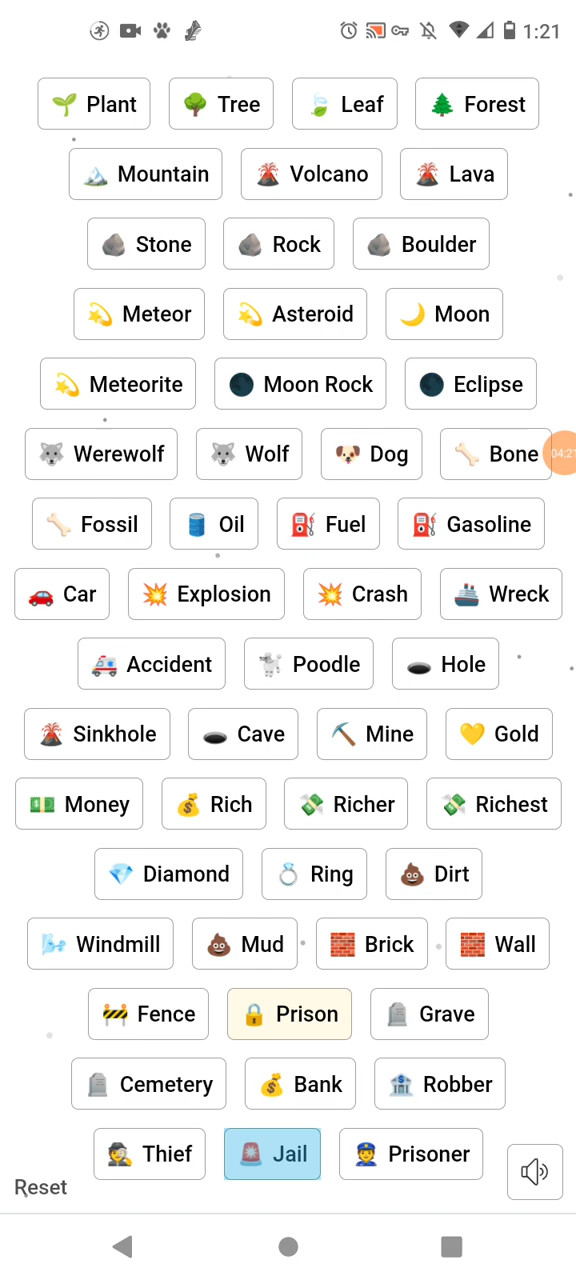 1:21
🌱 Plant 🌳 Tree 🍃 Leaf 🌲 Forest
🏔️ Mountain 🌋 Volcano 🌋 Lava
🪨 Stone 🪨 Rock 🪨 Boulder
💫 Meteor 💫 Asteroid 🌙 Moon
💫 Meteorite 🌑 Moon Rock 🌑 Eclipse
🐺 Werewolf 🐺 Wolf 🐶 Dog 🦴 Bone 04:21
🦴 Fossil 🛢️ Oil ⛽ Fuel ⛽ Gasoline
🚗 Car 💥 Explosion 💥 Crash 🚢 Wreck
🚑 Accident 🐩 Poodle 🕳️ Hole
🌋 Sinkhole 🕳️ Cave ⛏️ Mine 💛 Gold
💵 Money 💰 Rich 💸 Richer 💸 Richest
💎 Diamond 💍 Ring 💩 Dirt
🌬️ Windmill 💩 Mud 🧱 Brick 🧱 Wall
🚧 Fence 🔒 Prison 🪦 Grave
🪦 Cemetery 💰 Bank 🏦 Robber
🕵️ Thief 🚨 Jail 👮 Prisoner
Reset